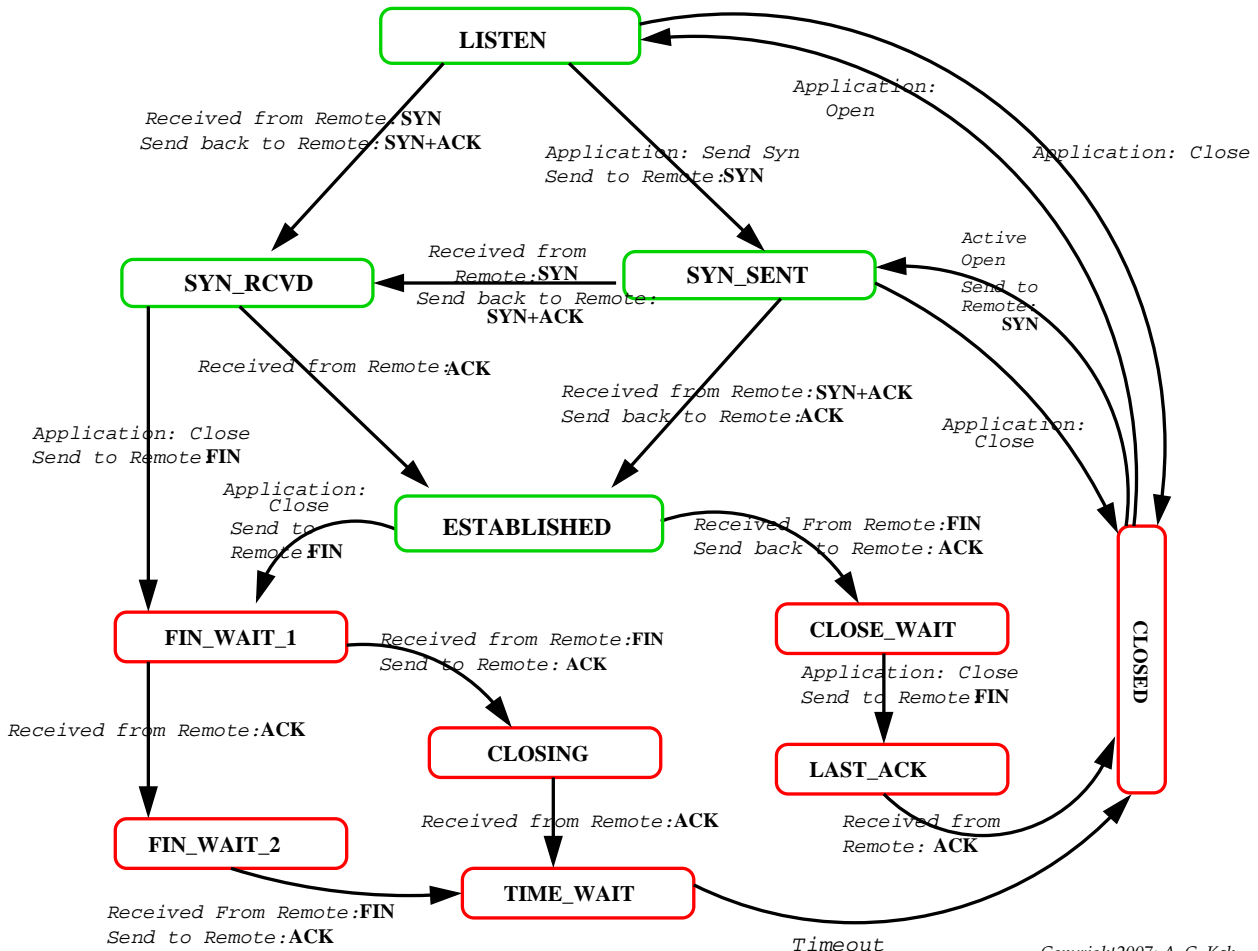 LISTEN
Application:
Open
Received from Remote: SYN
Send back to Remote: SYN+ACK
Application: Send Syn
Send to Remote: SYN
Application: Close
SYN_RCVD
Received from
Remote: SYN
Send back to Remote:
SYN+ACK
SYN_SENT
Active
Open
Send to
Remote:
SYN
Received from Remote: ACK
Received from Remote: SYN+ACK
Send back to Remote: ACK
Application:
Close
Application: Close
Send to Remote: FIN
Application:
Close
Send to
Remote: FIN
ESTABLISHED
Received From Remote: FIN
Send back to Remote: ACK
FIN_WAIT_1
Received from Remote: FIN
Send to Remote: ACK
CLOSE_WAIT
CLOSED
Application: Close
Send to Remote: FIN
Received from Remote: ACK
CLOSING
LAST_ACK
Received from Remote: ACK
Received from
Remote: ACK
FIN_WAIT_2
TIME_WAIT
Received From Remote: FIN
Send to Remote: ACK
Timeout